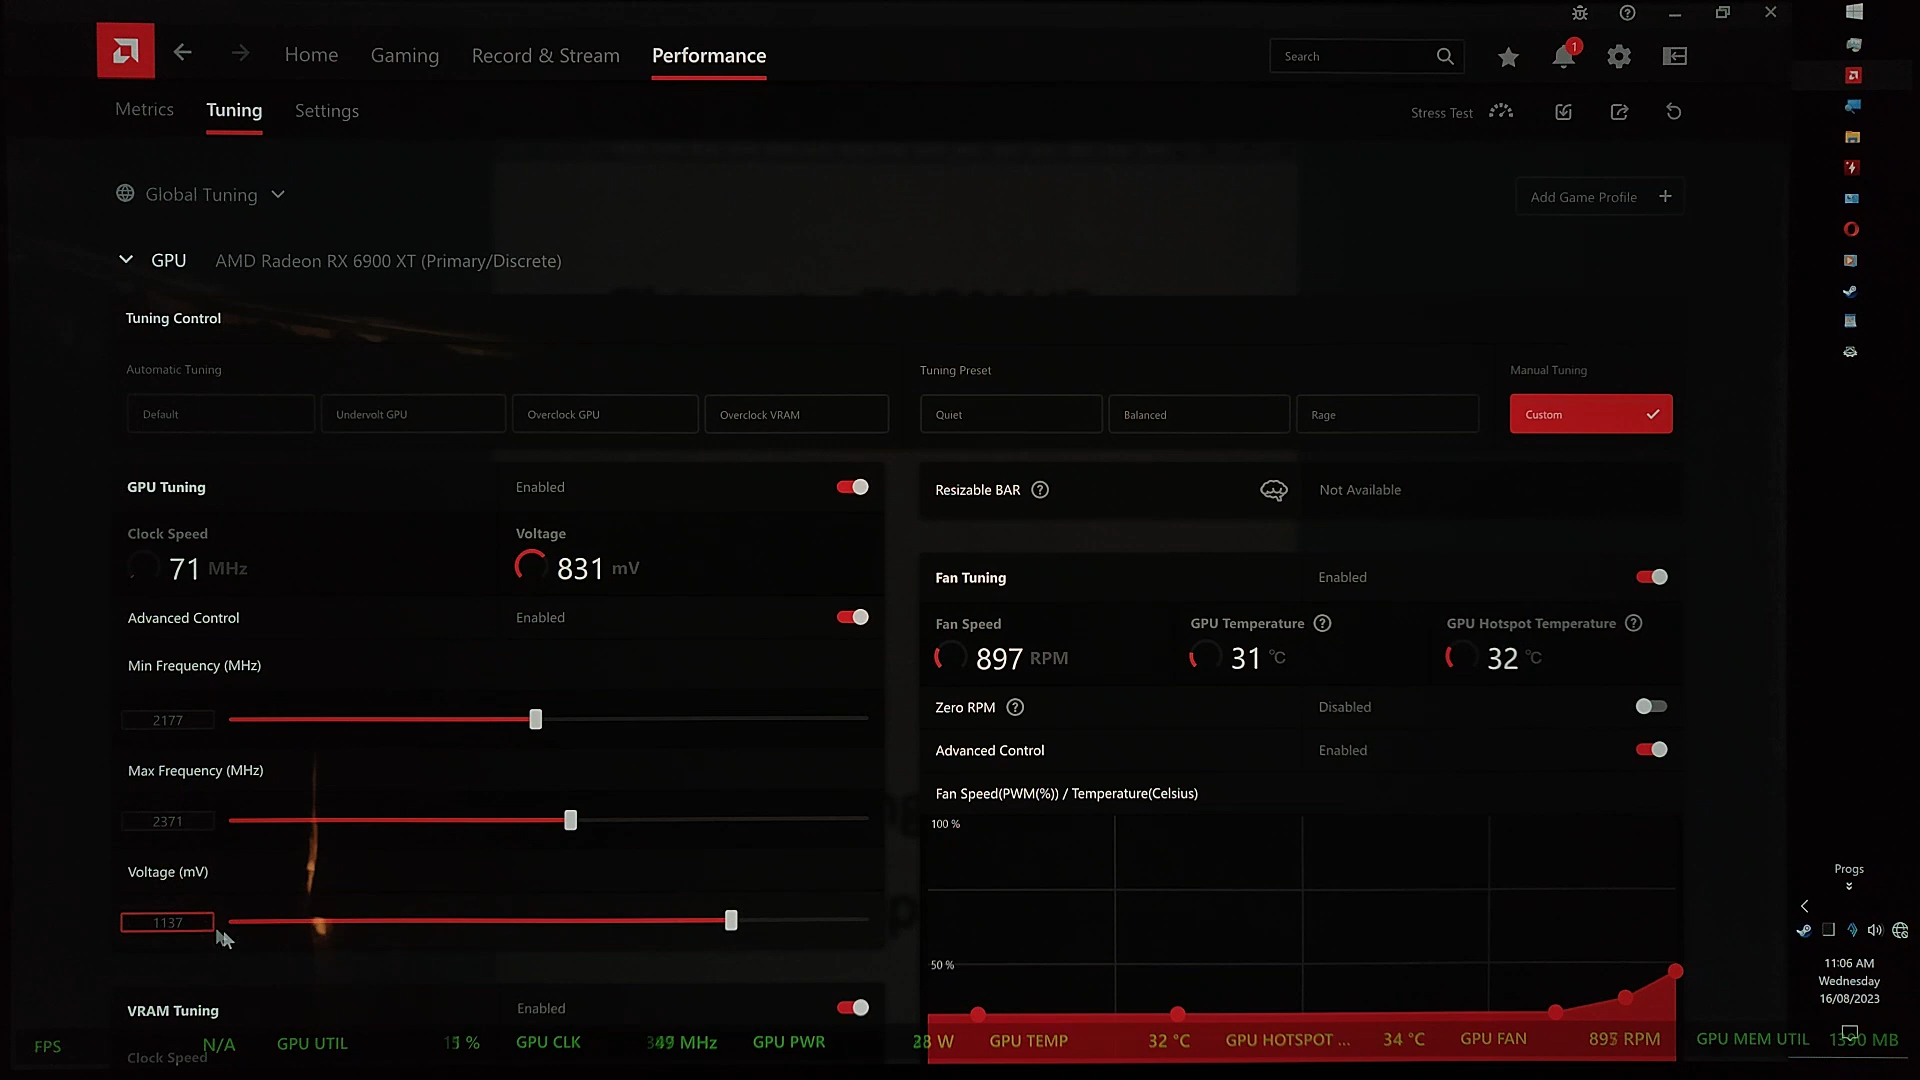 Home Gaming Record & Stream Performance
Search
1
Metrics Tuning Settings
Stress Test
Global Tuning
Add Game Profile +
GPU AMD Radeon RX 6900 XT (Primary/Discrete)
Tuning Control
Automatic Tuning
Default Undervolt GPU Overclock GPU Overclock VRAM
Tuning Preset
Quiet Balanced Rage
Manual Tuning
Custom
GPU Tuning Enabled
Clock Speed Voltage
71 MHz 831 mV
Advanced Control Enabled
Min Frequency (MHz)
2177
Max Frequency (MHz)
2371
Voltage (mV)
1137
VRAM Tuning Enabled
Clock Speed
Resizable BAR Not Available
Fan Tuning Enabled
Fan Speed GPU Temperature GPU Hotspot Temperature
897 RPM 31 °C 32 °C
Zero RPM Disabled
Advanced Control Enabled
Fan Speed(PWM(%)) / Temperature(Celsius)
100 %
50 %
FPS N/A GPU UTIL % GPU CLK MHz GPU PWR W GPU TEMP 32 °C GPU HOTSPOT ... 34 °C GPU FAN RPM GPU MEM UTIL MB
Progs
11:06 AM
Wednesday
16/08/2023